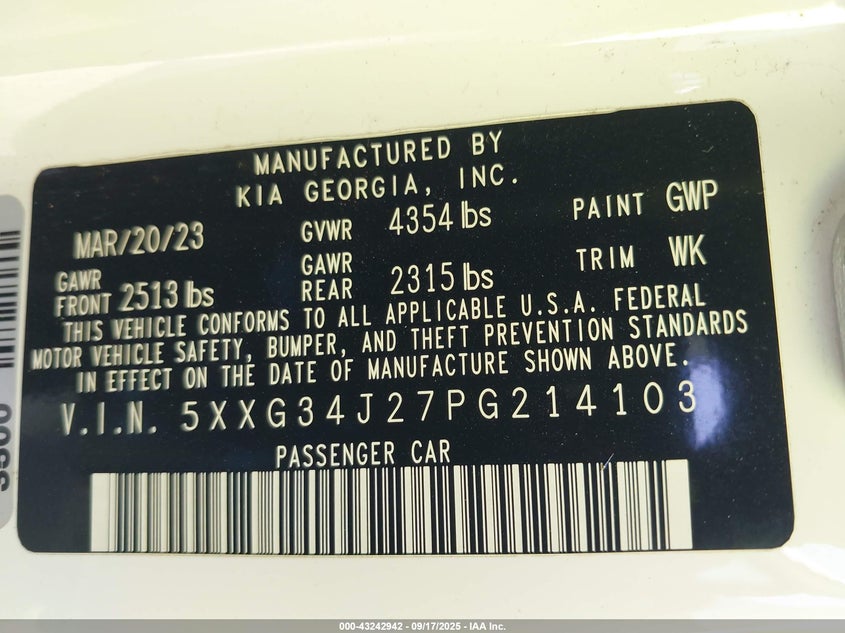 MANUFACTURED BY
KIA GEORGIA, INC.
MAR/20/23 GVWR 4354 lbs PAINT GWP
GAWR FRONT 2513 lbs GAWR REAR 2315 lbs TRIM WK
THIS VEHICLE CONFORMS TO ALL APPLICABLE U.S.A. FEDERAL
MOTOR VEHICLE SAFETY, BUMPER, AND THEFT PREVENTION STANDARDS
IN EFFECT ON THE DATE OF MANUFACTURE SHOWN ABOVE.
V.I.N. 5XXG34J27PG214103
PASSENGER CAR
000-43242942 - 09/17/2025 - IAA Inc.